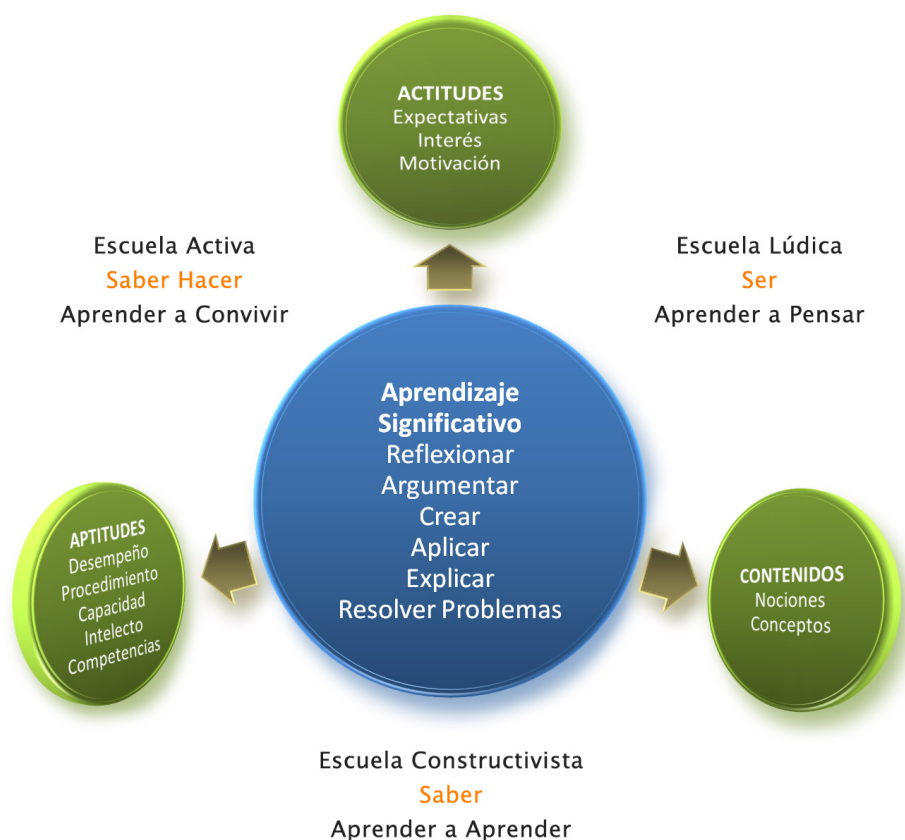 ACTITUDES
Expectativas
Interés
Motivación
Escuela Activa
Saber Hacer
Aprender a Convivir
Escuela Lúdica
Ser
Aprender a Pensar
Aprendizaje
Significativo
Reflexionar
Argumentar
Crear
Aplicar
Explicar
Resolver Problemas
APTITUDES
Desempeño
Procedimiento
Capacidad
Intelecto
Competencias
CONTENIDOS
Nociones
Conceptos
Escuela Constructivista
Saber
Aprender a Aprender